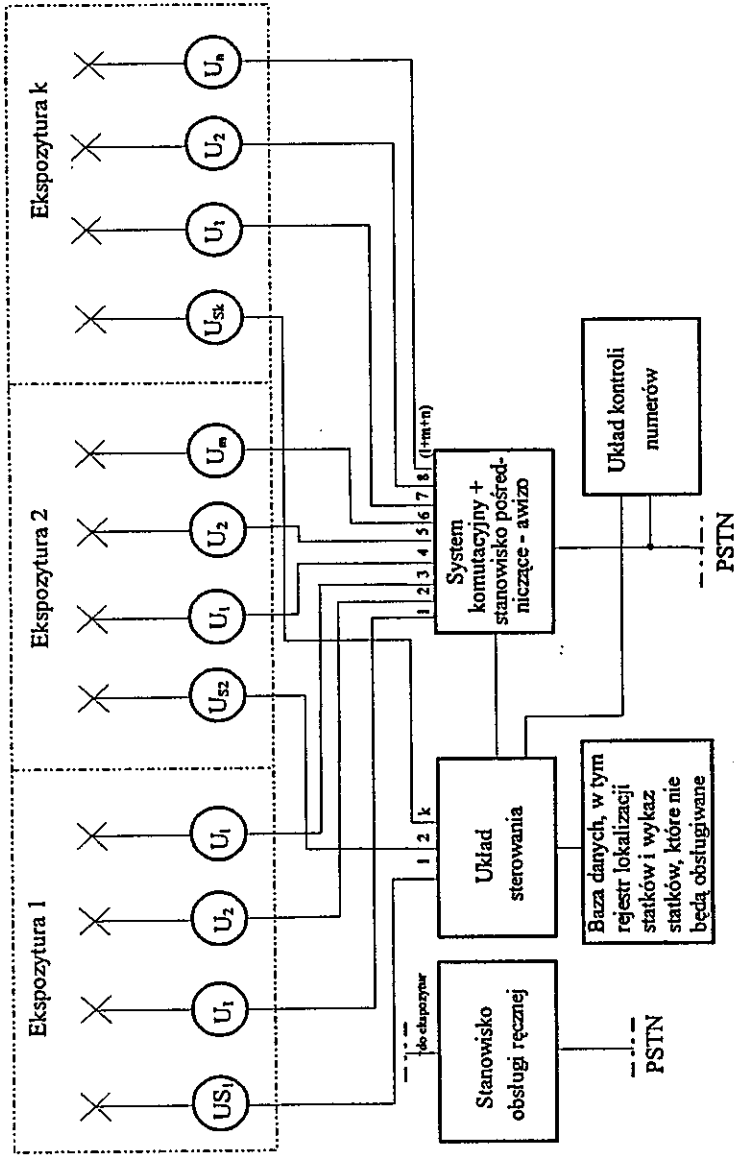 Ekspozytura 1
Ekspozytura 2
Ekspozytura k
US1
U1
U2
Ul
US2
U1
U2
Um
USk
U1
U2
Un
do ekspozytur
1 2 k
1 2 3 4 5 6 7 8 (l+m+n)
Stanowisko
obsługi ręcznej
Układ
sterowania
System
komutacyjny +
stanowisko pośred-
niczące - awizo
PSTN
Baza danych, w tym
rejestr lokalizacji
statków i wykaz
statków, które nie
będą obsługiwane
Układ kontroli
numerów
PSTN